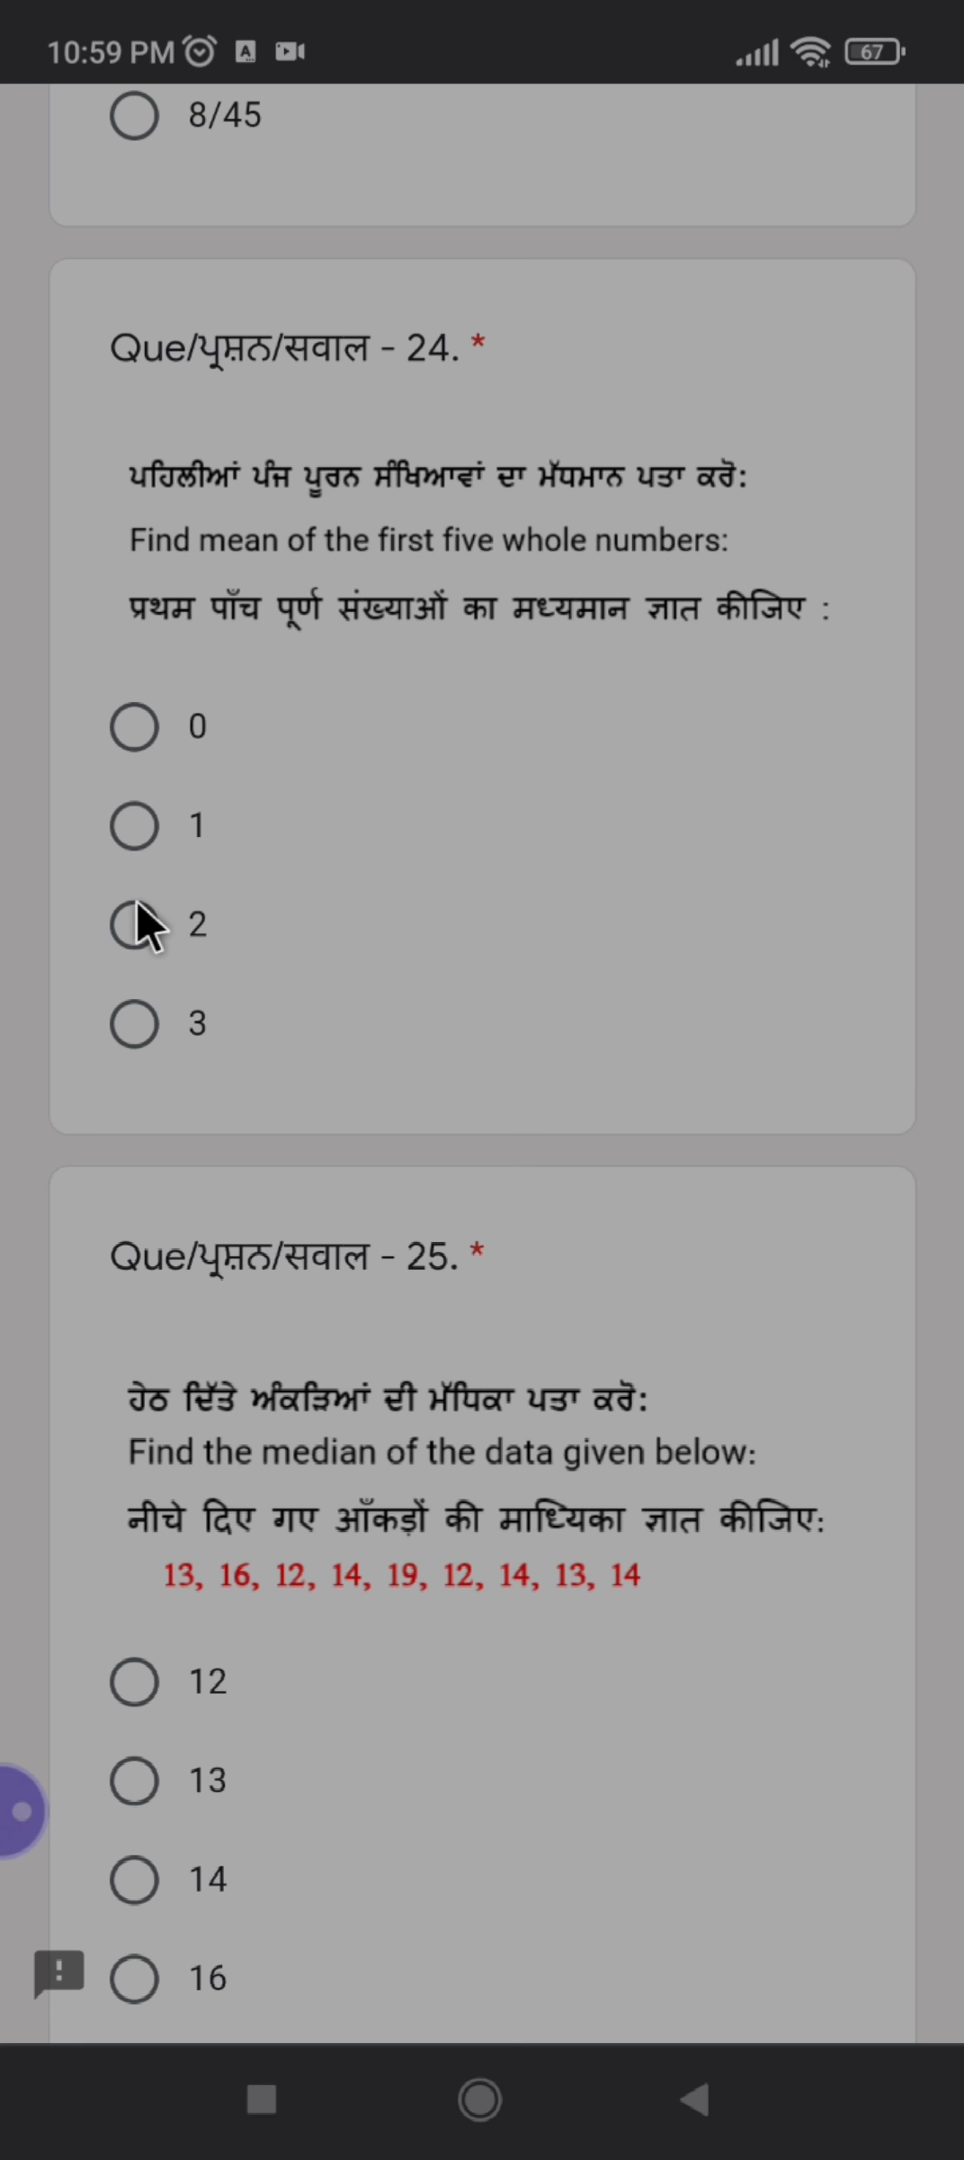 10:59 PM
67
8/45
Que/ਪ੍ਰਸ਼ਨ/सवाल - 24. *
ਪਹਿਲੀਆਂ ਪੰਜ ਪੂਰਨ ਸੰਖਿਆਵਾਂ ਦਾ ਮੱਧਮਾਨ ਪਤਾ ਕਰੋ:
Find mean of the first five whole numbers:
प्रथम पाँच पूर्ण संख्याओं का मध्यमान ज्ञात कीजिए :
0
1
2
3
Que/ਪ੍ਰਸ਼ਨ/सवाल - 25. *
ਹੇਠ ਦਿੱਤੇ ਅੰਕੜਿਆਂ ਦੀ ਮੱਧਿਕਾ ਪਤਾ ਕਰੋ:
Find the median of the data given below:
नीचे दिए गए आँकड़ों की माध्यिका ज्ञात कीजिए:
13, 16, 12, 14, 19, 12, 14, 13, 14
12
13
14
16